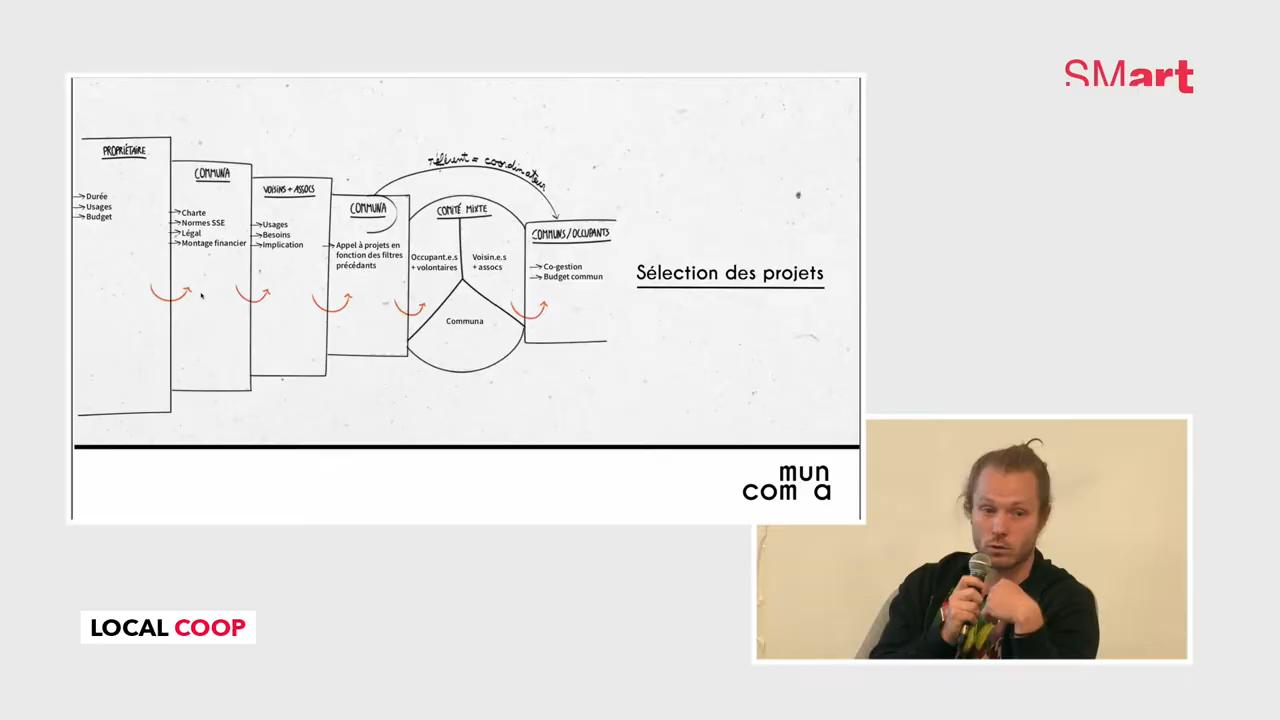 SMart
PROPRIÉTAIRE
Durée
Usages
Budget
COMMUNA
Charte
Normes SSE
Légal
Montage financier
VOISINS + ASSOCS
Usages
Besoins
Implication
COMMUNA
Appel à projets en
fonction des filtres
précédants
référent = coordinateur
COMITÉ MIXTE
Occupant.e.s
+ volontaires
Voisin.e.s
+ assocs
Communa
COMMUNS/OCCUPANTS
Co-gestion
Budget commun
Sélection des projets
mun
com a
LOCAL COOP